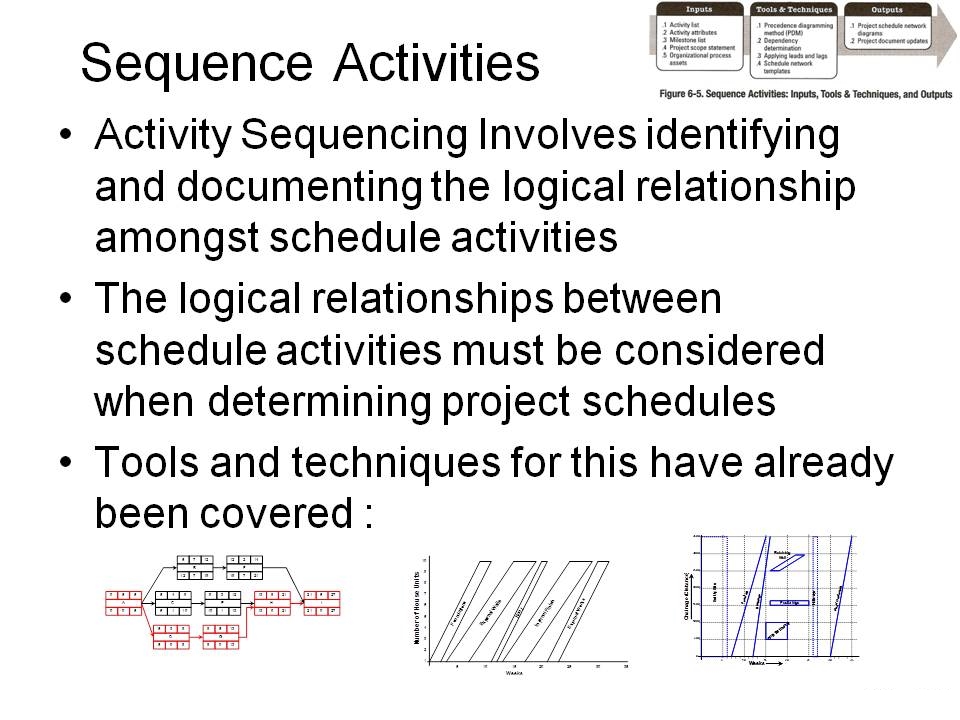 Sequence Activities
Inputs
.1 Activity list
.2 Activity attributes
.3 Milestone list
.4 Project scope statement
.5 Organizational process
assets
Tools & Techniques
.1 Precedence diagramming
method (PDM)
.2 Dependency
determination
.3 Applying leads and lags
.4 Schedule network
templates
Outputs
.1 Project schedule network
diagrams
.2 Project document updates
Figure 6-5. Sequence Activities: Inputs, Tools & Techniques, and Outputs
• Activity Sequencing Involves identifying
and documenting the logical relationship
amongst schedule activities
• The logical relationships between
schedule activities must be considered
when determining project schedules
• Tools and techniques for this have already
been covered :
Number of House Units
Weeks
Chainage (Distance)
Weeks